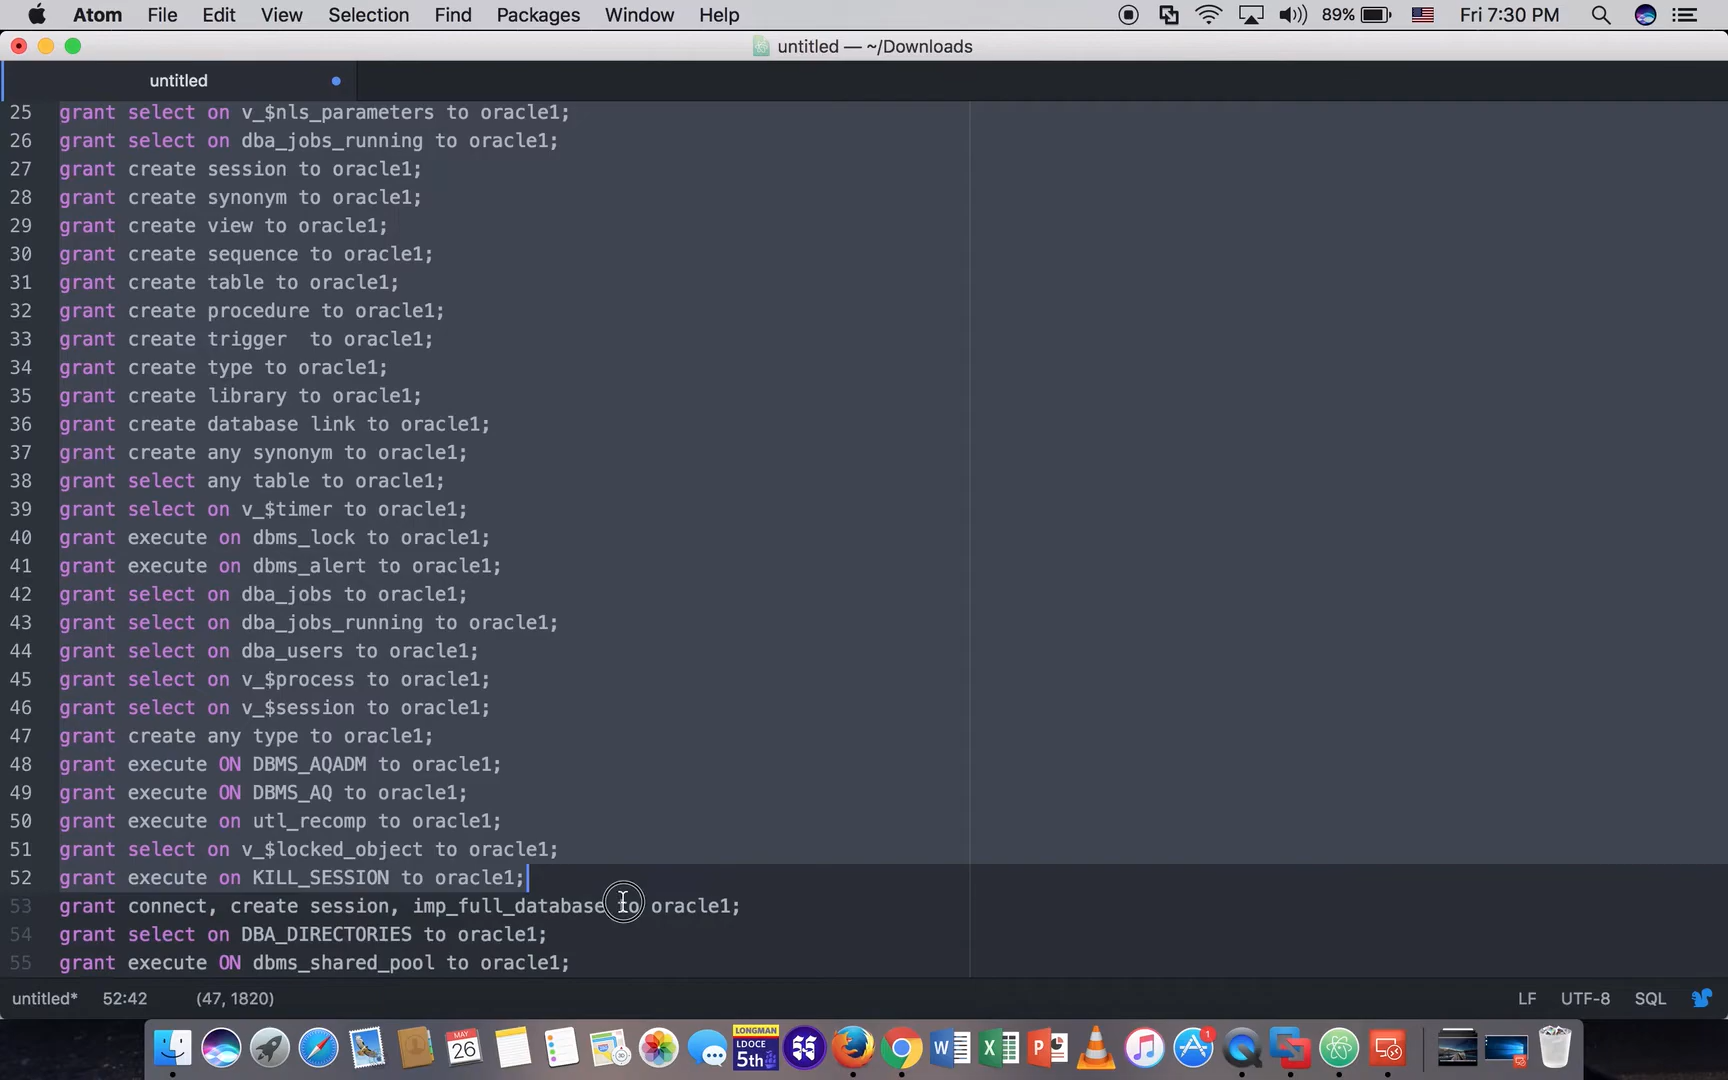 Atom File Edit View Selection Find Packages Window Help 89% Fri 7:30 PM
untitled — ~/Downloads
untitled
25 grant select on v_$nls_parameters to oracle1;
26 grant select on dba_jobs_running to oracle1;
27 grant create session to oracle1;
28 grant create synonym to oracle1;
29 grant create view to oracle1;
30 grant create sequence to oracle1;
31 grant create table to oracle1;
32 grant create procedure to oracle1;
33 grant create trigger  to oracle1;
34 grant create type to oracle1;
35 grant create library to oracle1;
36 grant create database link to oracle1;
37 grant create any synonym to oracle1;
38 grant select any table to oracle1;
39 grant select on v_$timer to oracle1;
40 grant execute on dbms_lock to oracle1;
41 grant execute on dbms_alert to oracle1;
42 grant select on dba_jobs to oracle1;
43 grant select on dba_jobs_running to oracle1;
44 grant select on dba_users to oracle1;
45 grant select on v_$process to oracle1;
46 grant select on v_$session to oracle1;
47 grant create any type to oracle1;
48 grant execute ON DBMS_AQADM to oracle1;
49 grant execute ON DBMS_AQ to oracle1;
50 grant execute on utl_recomp to oracle1;
51 grant select on v_$locked_object to oracle1;
52 grant execute on KILL_SESSION to oracle1;
53 grant connect, create session, imp_full_database to oracle1;
54 grant select on DBA_DIRECTORIES to oracle1;
55 grant execute ON dbms_shared_pool to oracle1;
untitled* 52:42 (47, 1820) LF UTF-8 SQL
MAY 26
LONGMAN
LDOCE
5th
30
W
X
P
1